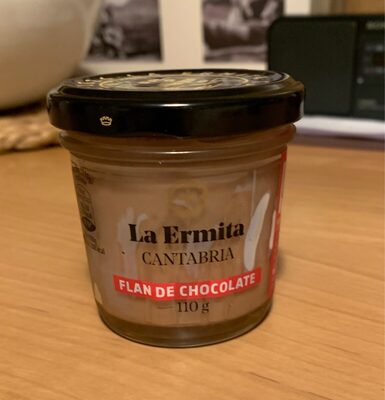 La Ermita
CANTABRIA
FLAN DE CHOCOLATE
110 g